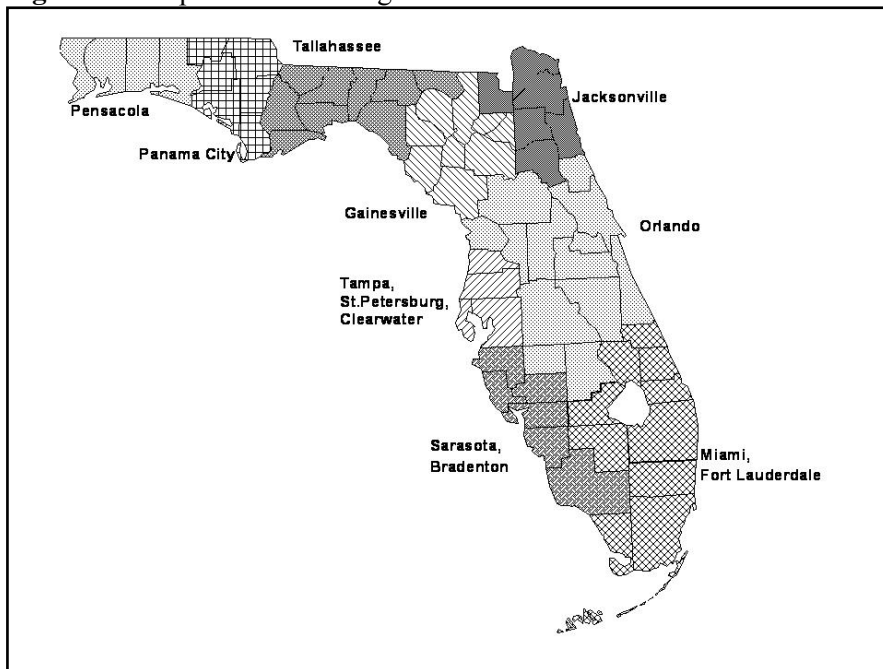 Tallahassee
Jacksonville
Pensacola
Panama City
Gainesville
Orlando
Tampa,
St.Petersburg,
Clearwater
Sarasota,
Bradenton
Miami,
Fort Lauderdale